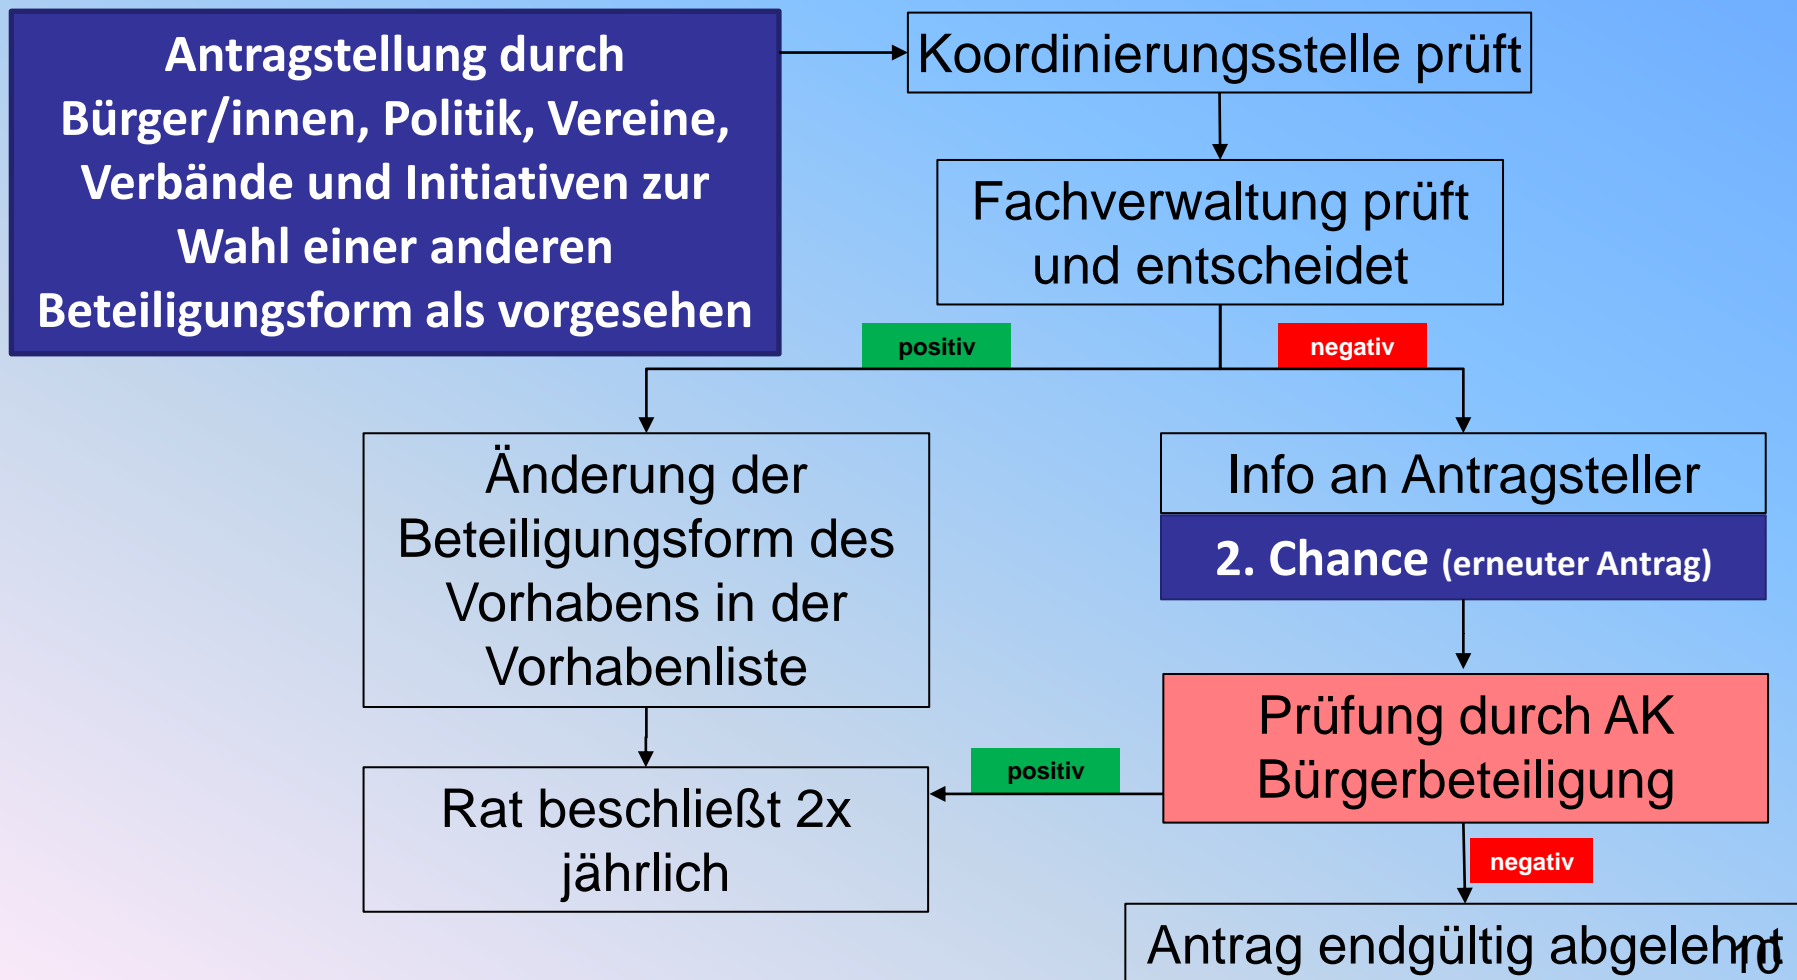 Antragstellung durch
Bürger/innen, Politik, Vereine,
Verbände und Initiativen zur
Wahl einer anderen
Beteiligungsform als vorgesehen
Koordinierungsstelle prüft
Fachverwaltung prüft
und entscheidet
positiv
negativ
Änderung der
Beteiligungsform des
Vorhabens in der
Vorhabenliste
Info an Antragsteller
2. Chance (erneuter Antrag)
Prüfung durch AK
Bürgerbeteiligung
positiv
Rat beschließt 2x
jährlich
negativ
Antrag endgültig abgelehnt
10